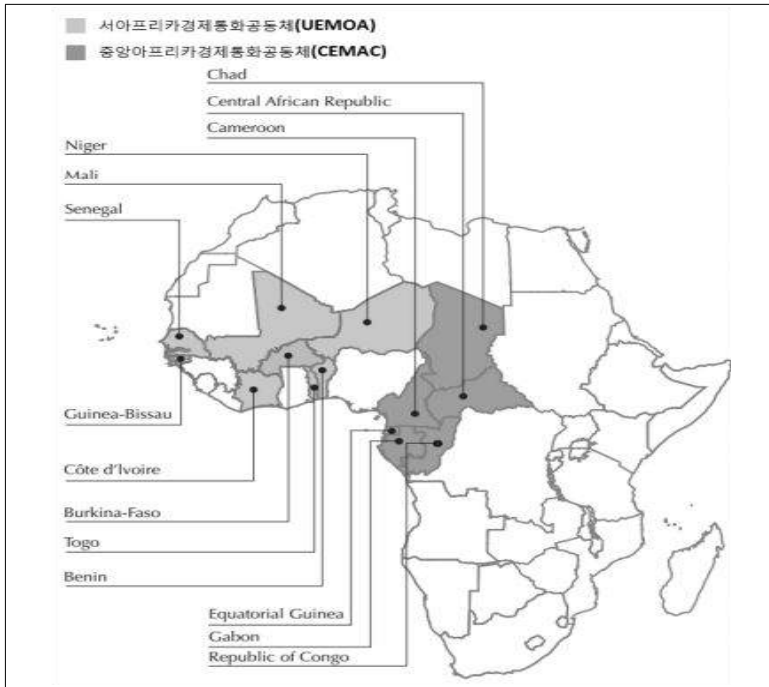 서아프리카경제통화공동체(UEMOA)
중앙아프리카경제통화공동체(CEMAC)
Chad
Central African Republic
Cameroon
Niger
Mali
Senegal
Guinea-Bissau
Côte d'Ivoire
Burkina-Faso
Togo
Benin
Equatorial Guinea
Gabon
Republic of Congo